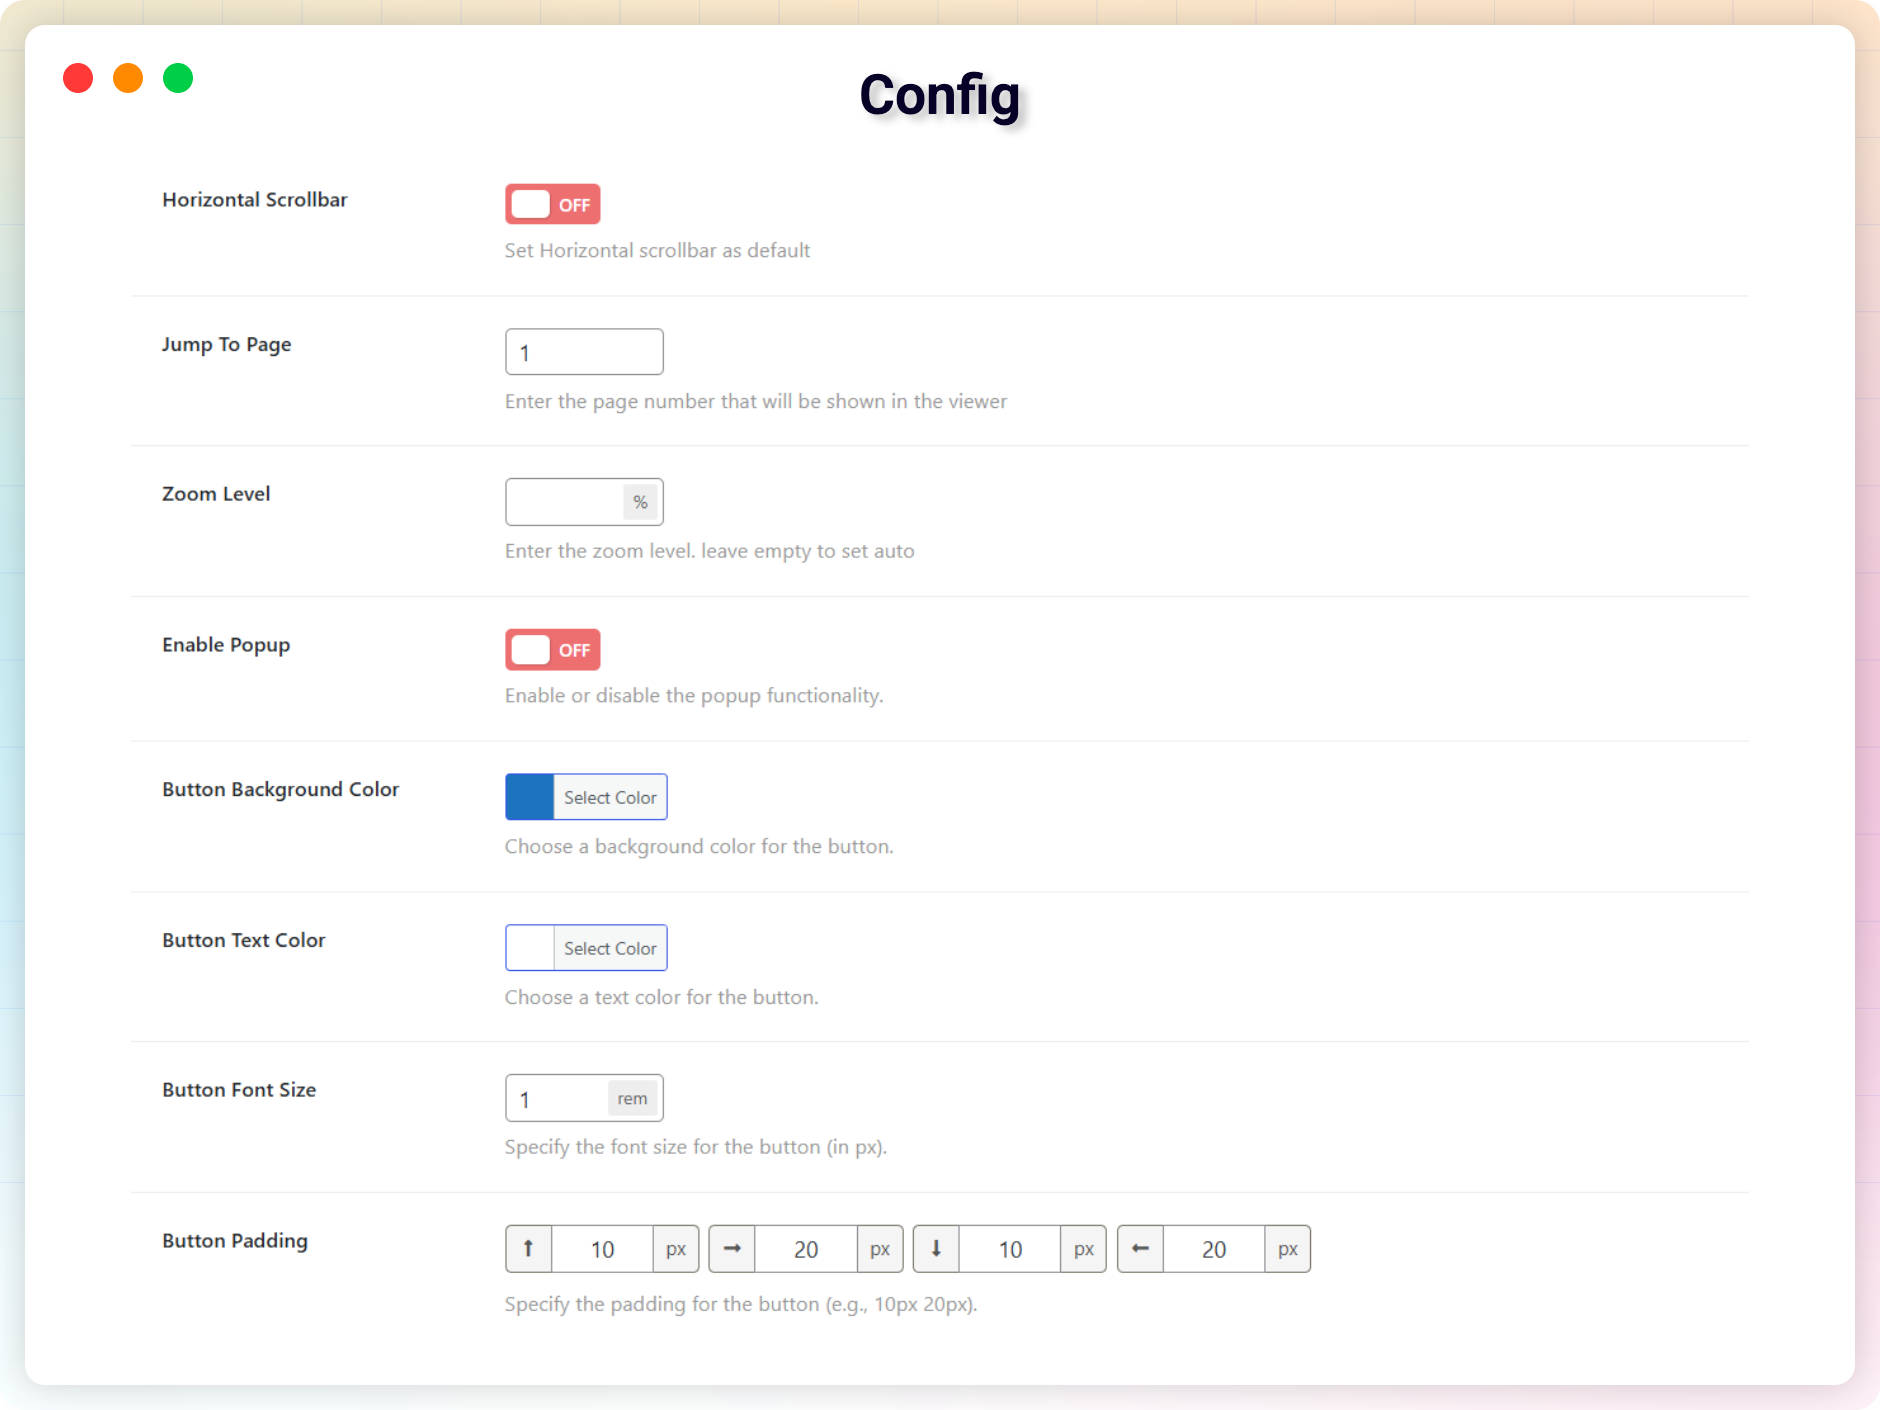 Config
Horizontal Scrollbar
OFF
Set Horizontal scrollbar as default
Jump To Page
1
Enter the page number that will be shown in the viewer
Zoom Level
%
Enter the zoom level. leave empty to set auto
Enable Popup
OFF
Enable or disable the popup functionality.
Button Background Color
Select Color
Choose a background color for the button.
Button Text Color
Select Color
Choose a text color for the button.
Button Font Size
1 rem
Specify the font size for the button (in px).
Button Padding
↑ 10 px → 20 px ↓ 10 px ← 20 px
Specify the padding for the button (e.g., 10px 20px).